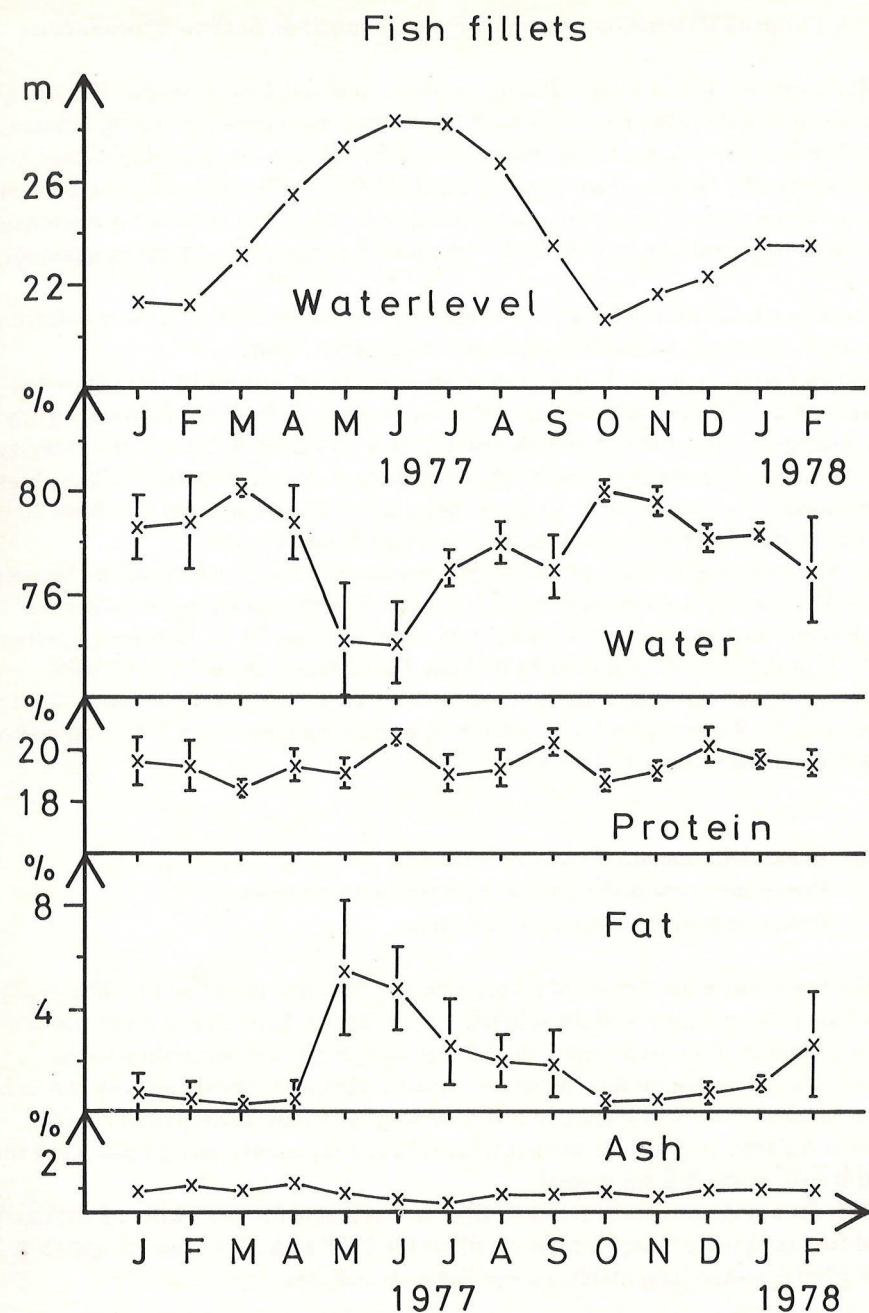 Fish fillets
m
26
22
Waterlevel
%
J F M A M J J A S O N D J F
1977 1978
80
76
Water
%
20
18
Protein
%
8
Fat
4
%
Ash
2
J F M A M J J A S O N D J F
1977 1978